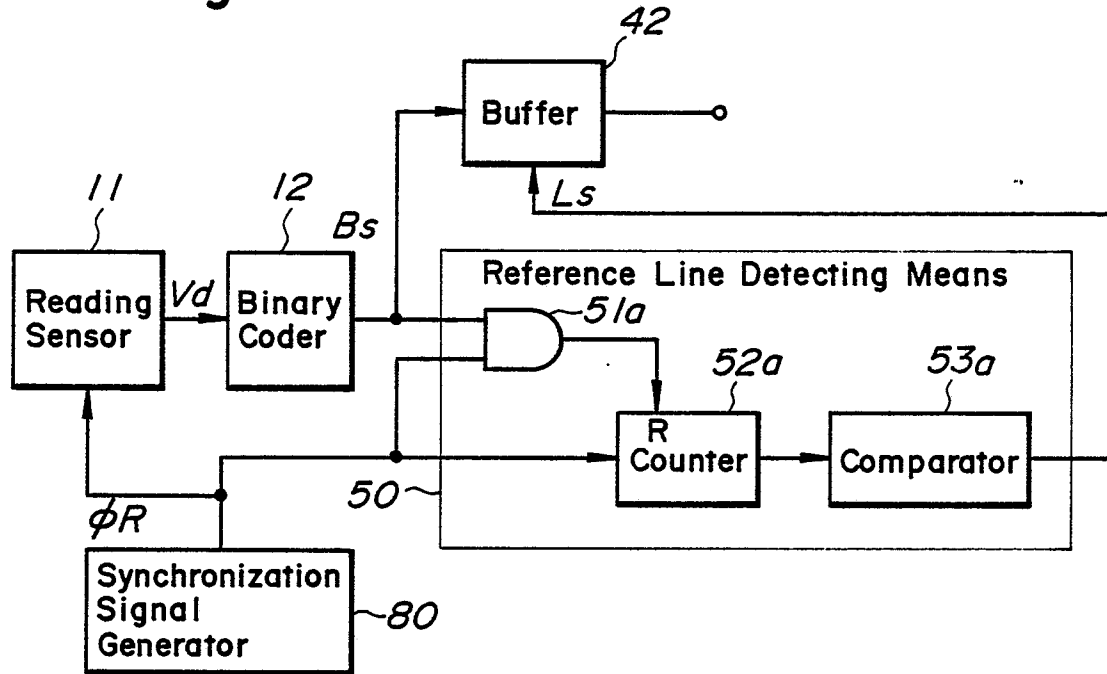 42
Buffer
Ls
11
12
Bs
Reading
Sensor
Vd
Binary
Coder
Reference Line Detecting Means
51a
52a
53a
R
Counter
Comparator
50
φR
Synchronization
Signal
Generator
80